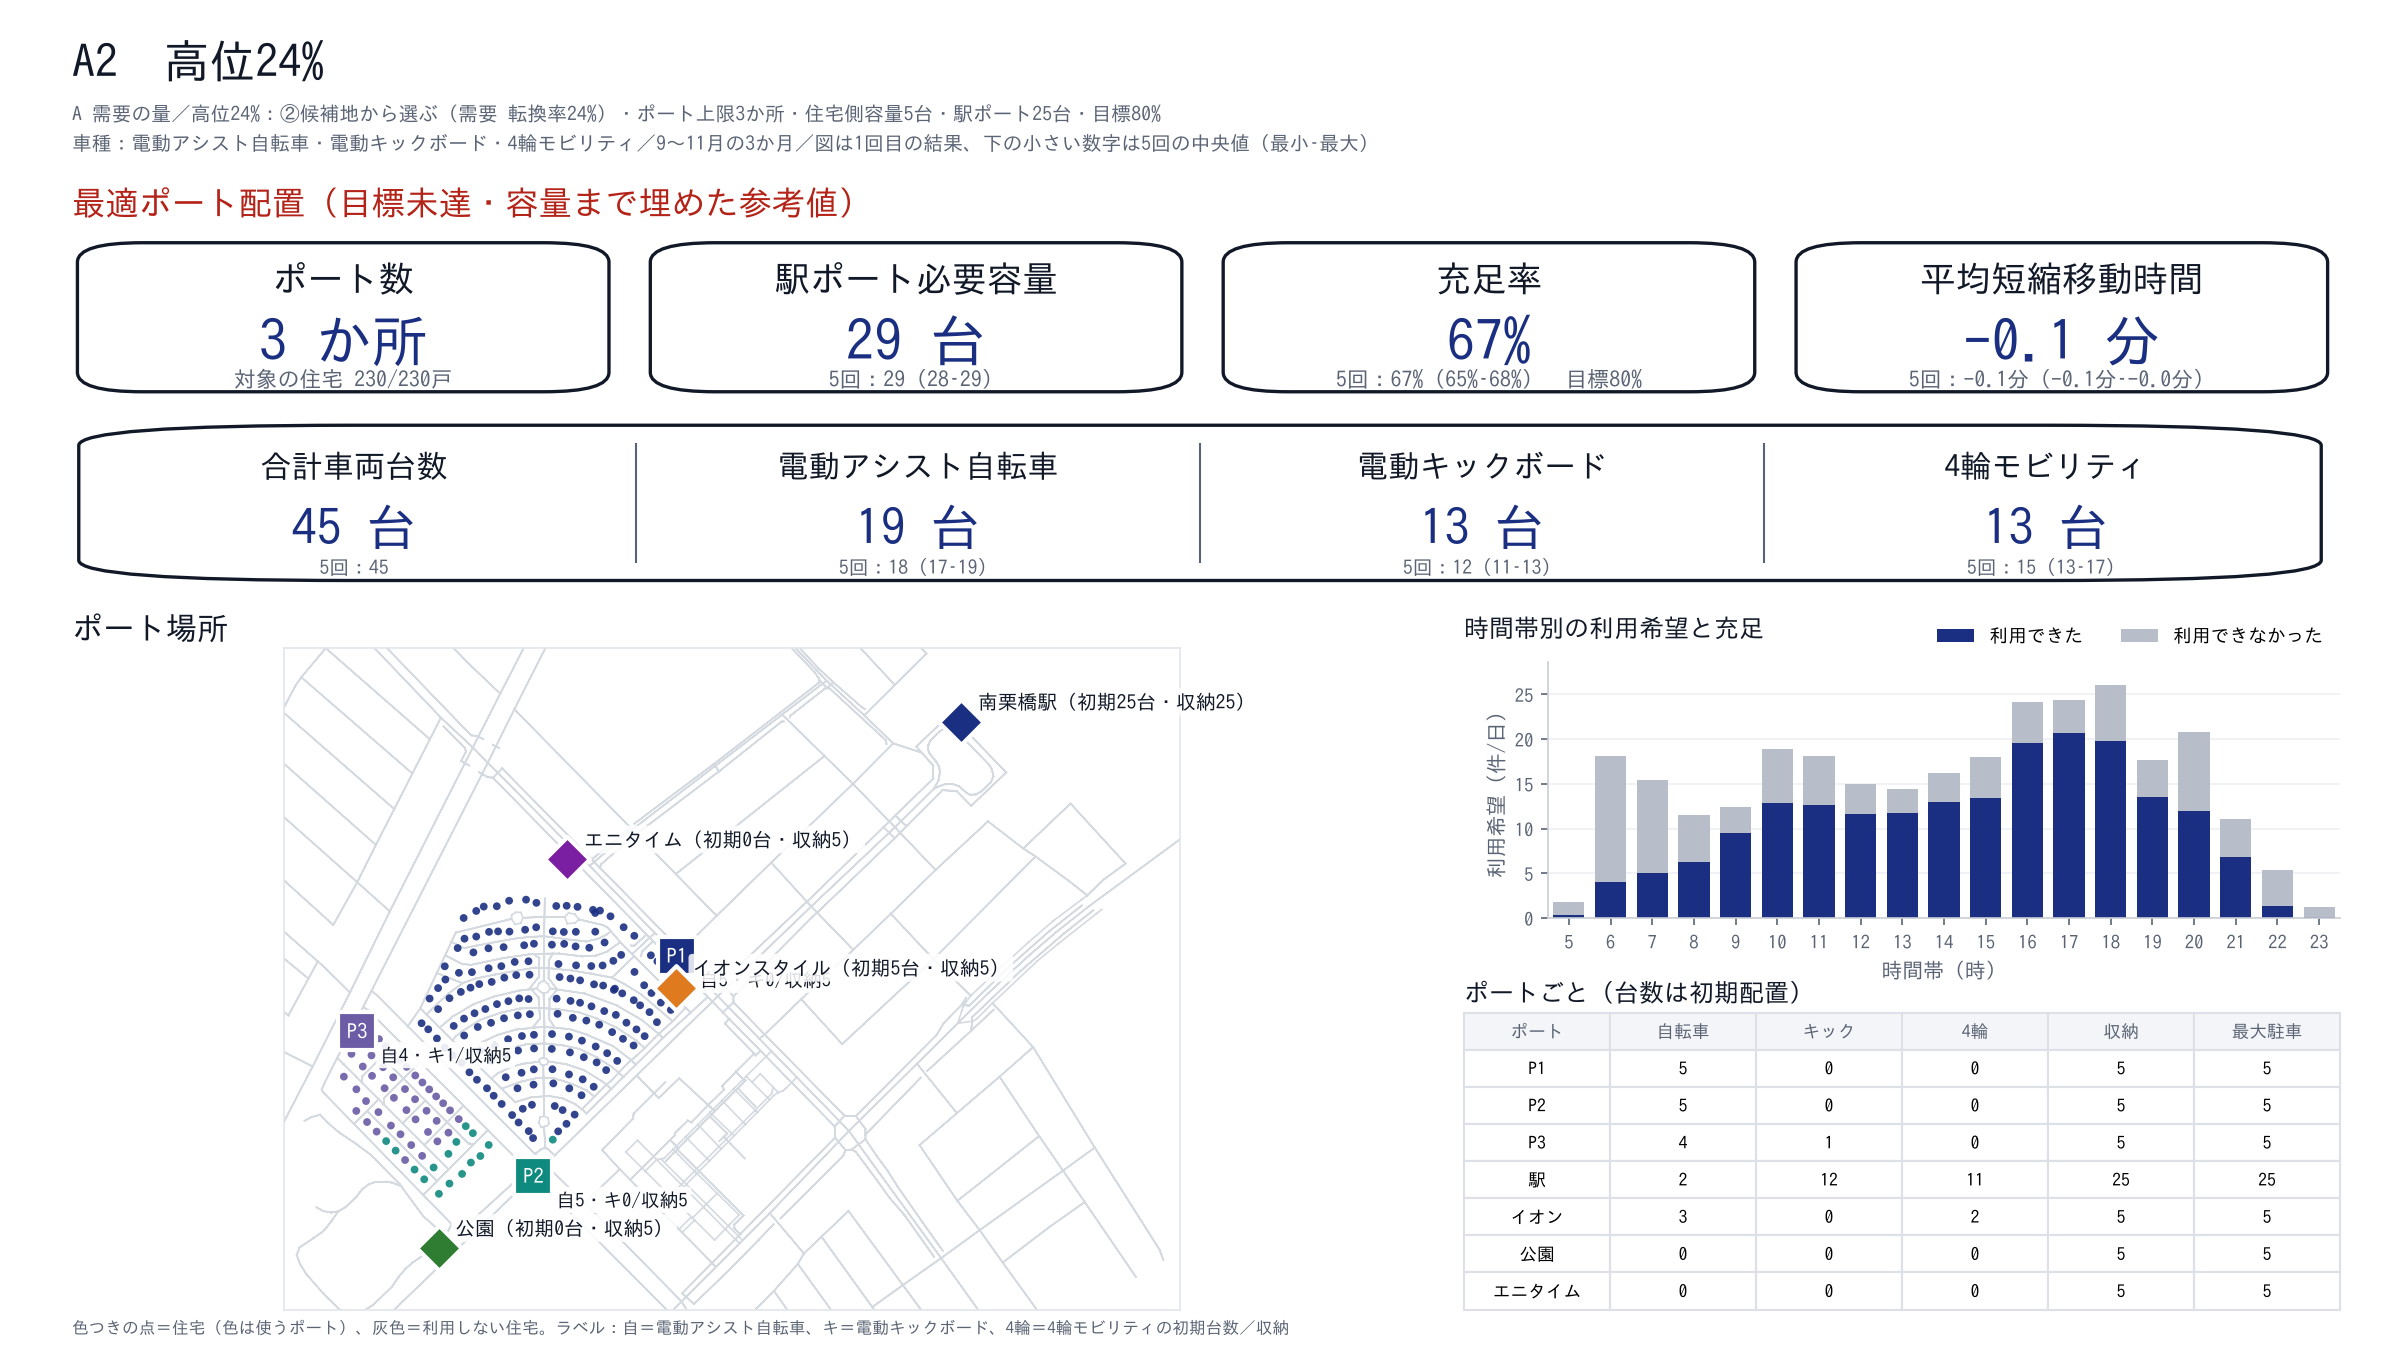 A2　高位24%
A 需要の量／高位24%：②候補地から選ぶ（需要 転換率24%）・ポート上限3か所・住宅側容量5台・駅ポート25台・目標80%
車種：電動アシスト自転車・電動キックボード・4輪モビリティ／9〜11月の3か月／図は1回目の結果、下の小さい数字は5回の中央値（最小-最大）
最適ポート配置（目標未達・容量まで埋めた参考値）
ポート数
3 か所
対象の住宅 230/230戸
駅ポート必要容量
29 台
5回：29（28-29）
充足率
67%
5回：67%（65%-68%）　目標80%
平均短縮移動時間
-0.1 分
5回：-0.1分（-0.1分--0.0分）
合計車両台数
45 台
5回：45
電動アシスト自転車
19 台
5回：18（17-19）
電動キックボード
13 台
5回：12（11-13）
4輪モビリティ
13 台
5回：15（13-17）
ポート場所
南栗橋駅（初期25台・収納25）
エニタイム（初期0台・収納5）
P1
イオンスタイル（初期5台・収納5）
自5・キ0/収納5
P3
自4・キ1/収納5
P2
自5・キ0/収納5
公園（初期0台・収納5）
色つきの点＝住宅（色は使うポート）、灰色＝利用しない住宅。ラベル：自＝電動アシスト自転車、キ＝電動キックボード、4輪＝4輪モビリティの初期台数／収納
時間帯別の利用希望と充足
利用できた
利用できなかった
利用希望（件/日）
25
20
15
10
5
0
5 6 7 8 9 10 11 12 13 14 15 16 17 18 19 20 21 22 23
時間帯（時）
ポートごと（台数は初期配置）
ポート 自転車 キック 4輪 収納 最大駐車
P1 5 0 0 5 5
P2 5 0 0 5 5
P3 4 1 0 5 5
駅 2 12 11 25 25
イオン 3 0 2 5 5
公園 0 0 0 5 5
エニタイム 0 0 0 5 5